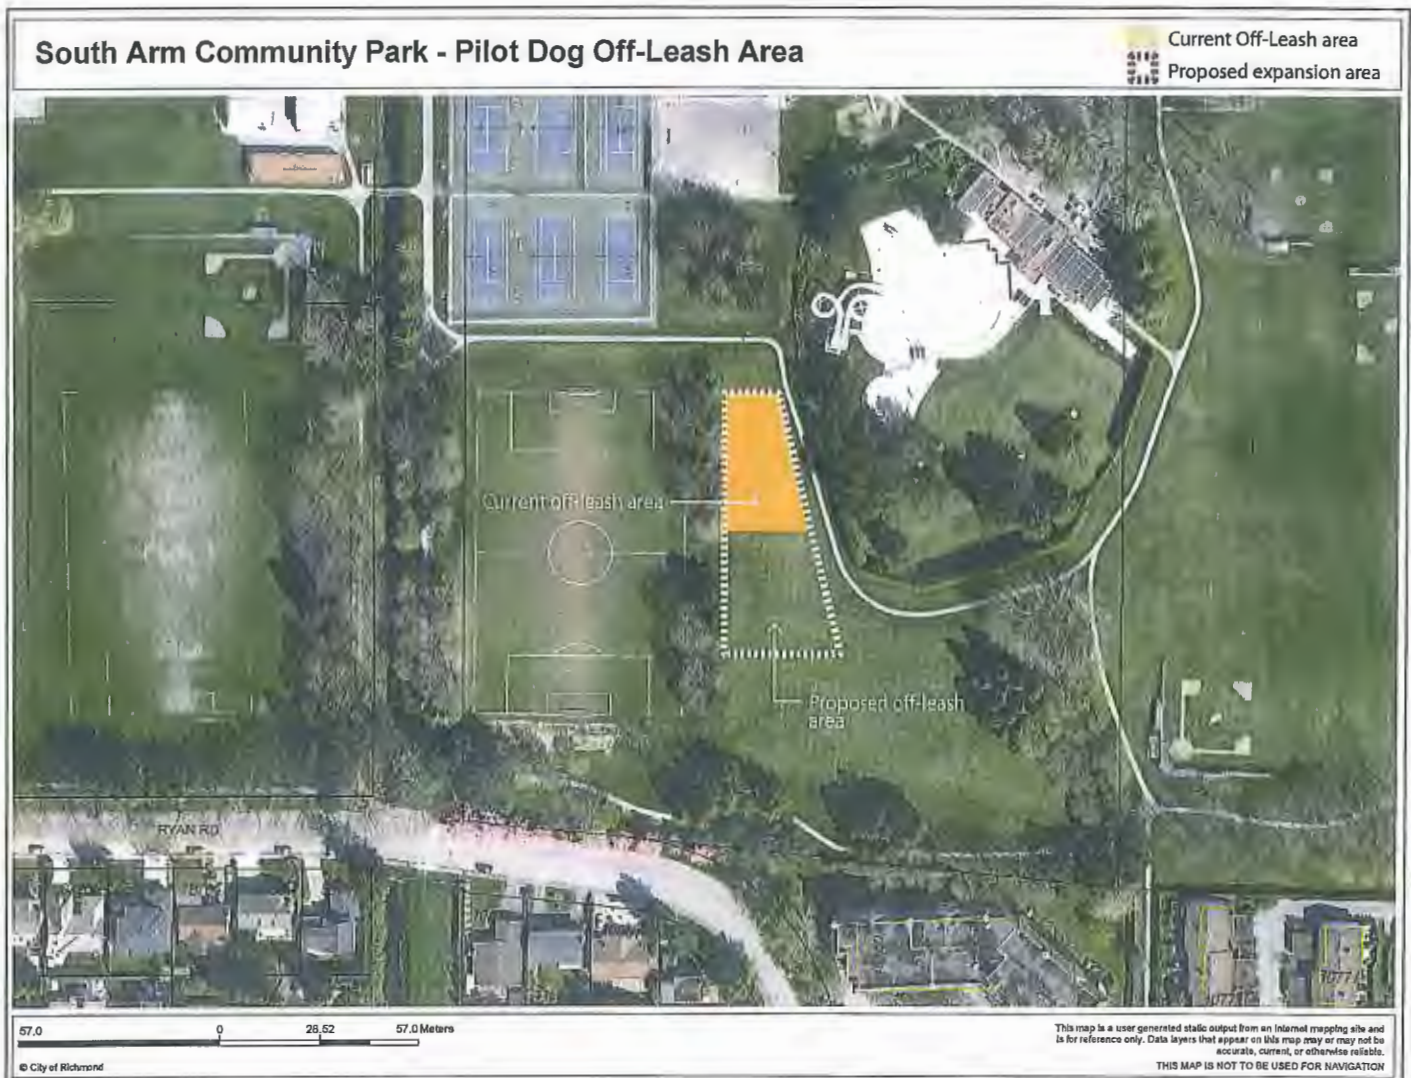 South Arm Community Park - Pilot Dog Off-Leash Area
Current Off-Leash area
Proposed expansion area
Current off-leash area
Proposed off-leash
area
RYAN RD
57.0 0 28.52 57.0 Meters
© City of Richmond
This map is a user generated static output from an Internet mapping site and
is for reference only. Data layers that appear on this map may or may not be
accurate, current, or otherwise reliable.
THIS MAP IS NOT TO BE USED FOR NAVIGATION